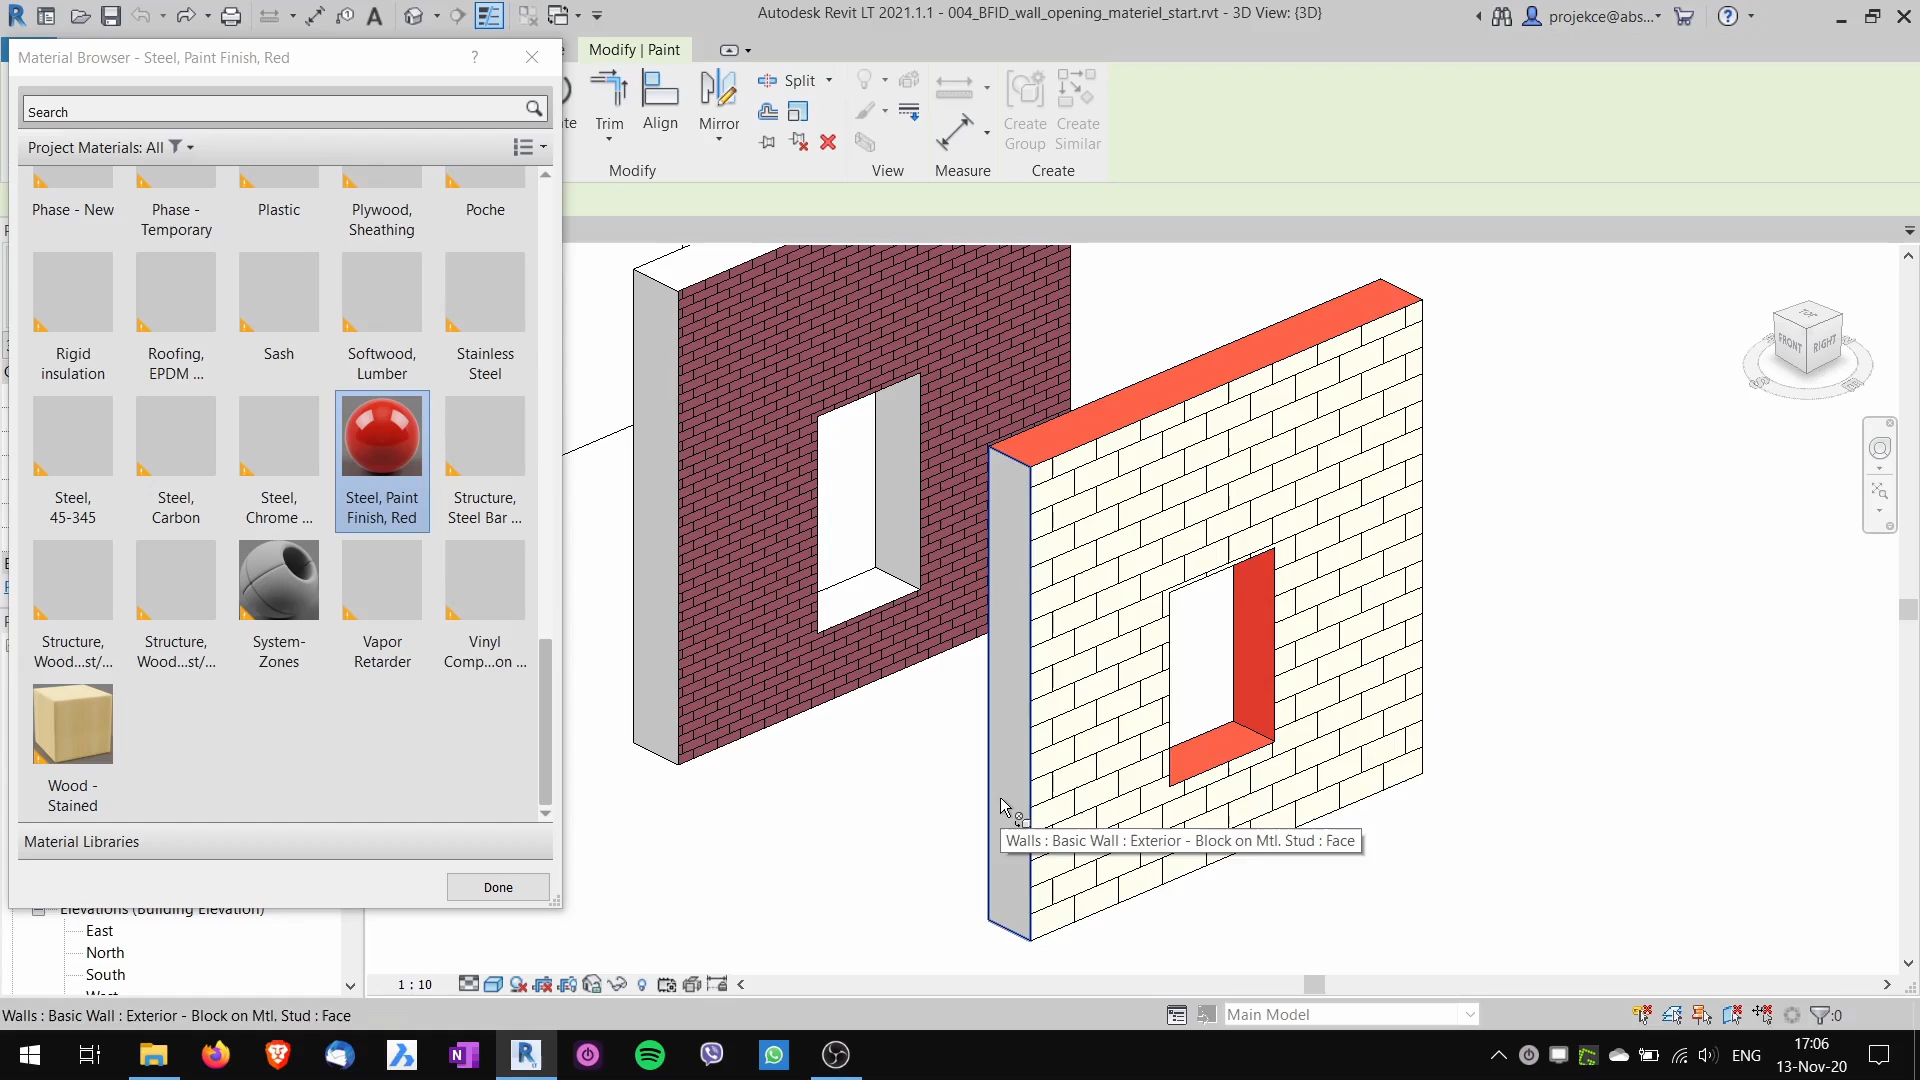 Autodesk Revit LT 2021.1.1 - 004_BFID_wall_opening_materiel_start.rvt - 3D View: {3D}
projekce@abs...
Material Browser - Steel, Paint Finish, Red
?
Modify | Paint
Search
Project Materials: All
Trim
Align
Mirror
Split
Create Group
Create Similar
Modify
View
Measure
Create
Phase - New
Phase - Temporary
Plastic
Plywood, Sheathing
Poche
Rigid insulation
Roofing, EPDM ...
Sash
Softwood, Lumber
Stainless Steel
Steel, 45-345
Steel, Carbon
Steel, Chrome ...
Steel, Paint Finish, Red
Structure, Steel Bar ...
Structure, Wood...st/...
Structure, Wood...st/...
System-Zones
Vapor Retarder
Vinyl Comp...on ...
Wood - Stained
Material Libraries
Done
TOP
FRONT
RIGHT
Walls : Basic Wall : Exterior - Block on Mtl. Stud : Face
Elevations (Building Elevation)
East
North
South
1 : 10
Walls : Basic Wall : Exterior - Block on Mtl. Stud : Face
Main Model
:0
ENG
17:06
13-Nov-20